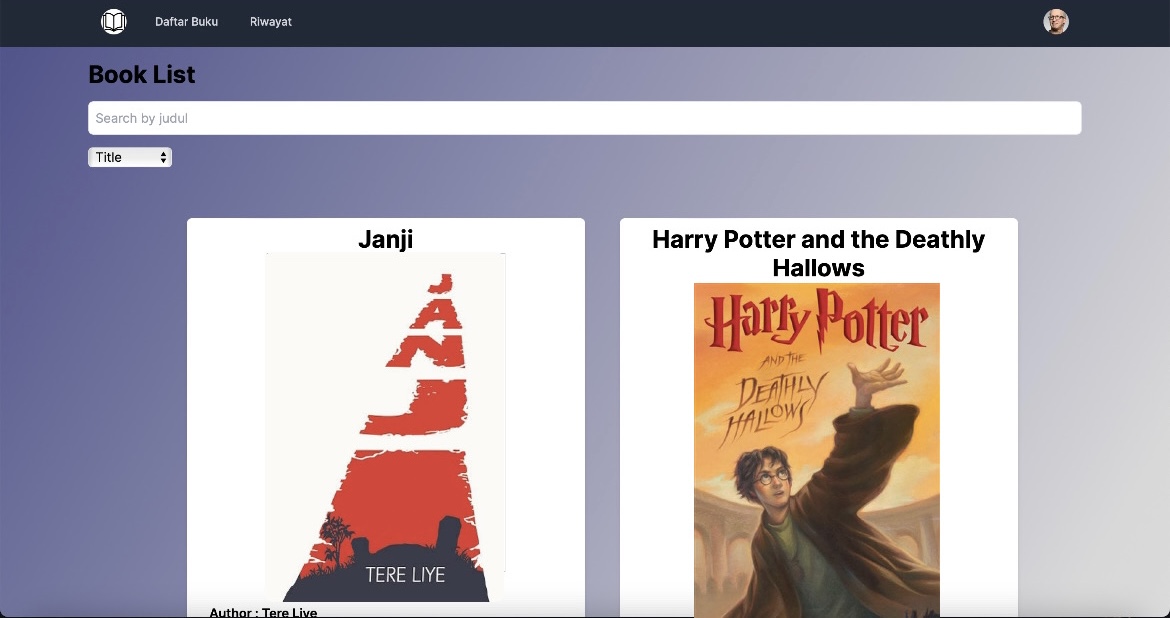 Daftar Buku Riwayat
Book List
Search by judul
Title
Janji
JANJI
TERE LIYE
Author : Tere Liye
Harry Potter and the Deathly
Hallows
Harry Potter
AND THE
DEATHLY
HALLOWS